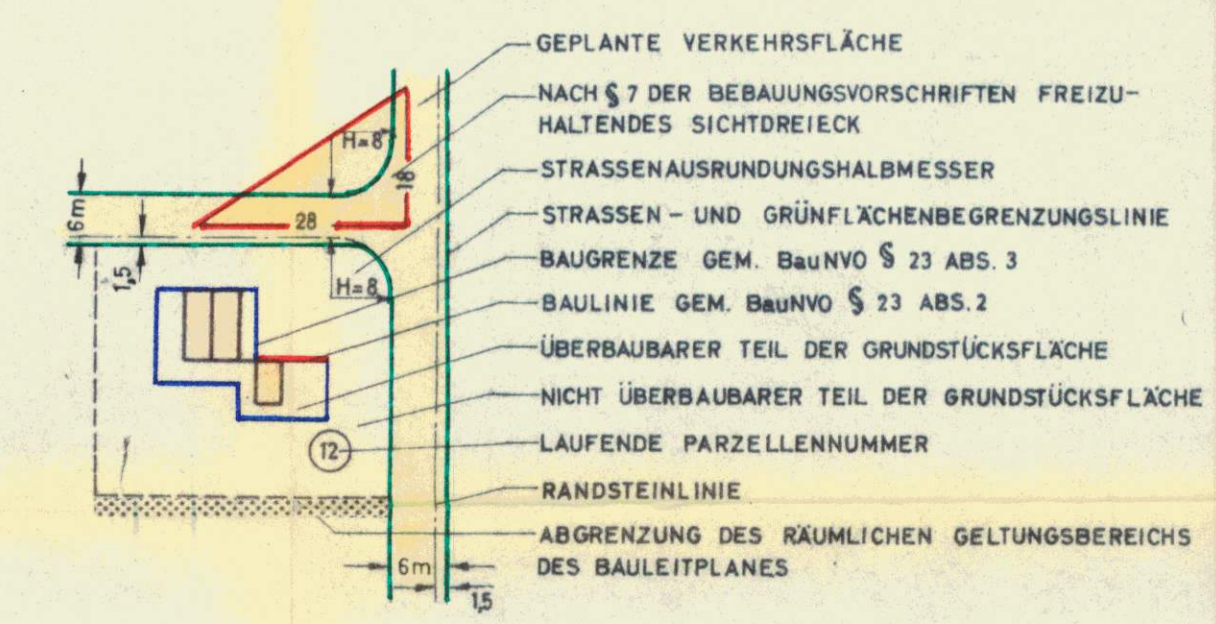 GEPLANTE VERKEHRSFLÄCHE
NACH § 7 DER BEBAUUNGSVORSCHRIFTEN FREIZU-
HALTENDES SICHTDREIECK
STRASSENAUSRUNDUNGSHALBMESSER
STRASSEN- UND GRÜNFLÄCHENBEGRENZUNGSLINIE
BAUGRENZE GEM. BauNVO § 23 ABS. 3
BAULINIE GEM. BauNVO § 23 ABS. 2
ÜBERBAUBARER TEIL DER GRUNDSTÜCKSFLÄCHE
NICHT ÜBERBAUBARER TEIL DER GRUNDSTÜCKSFLÄCHE
LAUFENDE PARZELLENNUMMER
RANDSTEINLINIE
ABGRENZUNG DES RÄUMLICHEN GELTUNGSBEREICHS
DES BAULEITPLANES
H=8
18
28
6m
1,5
H=8
12
6m
1,5